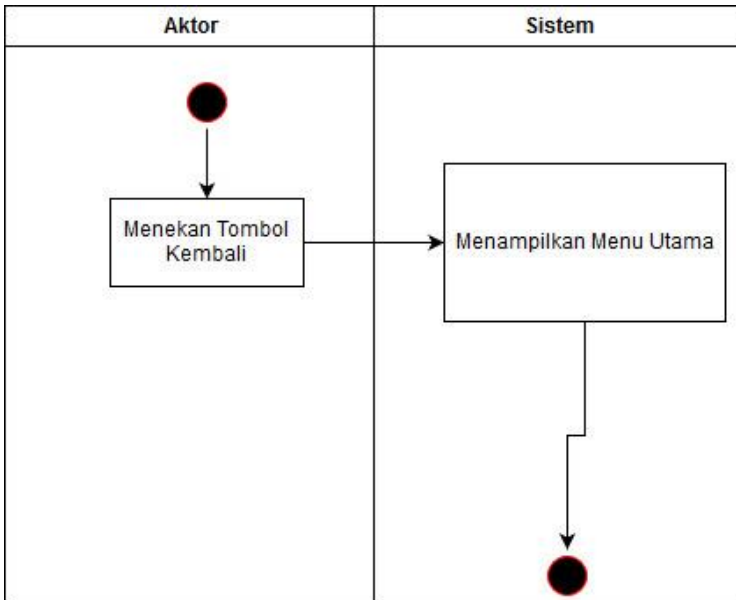 Aktor
Sistem
Menekan Tombol
Kembali
Menampilkan Menu Utama